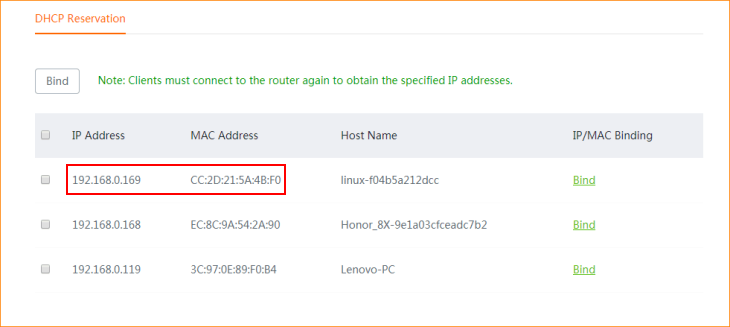 DHCP Reservation
Bind Note: Clients must connect to the router again to obtain the specified IP addresses.
IP Address MAC Address Host Name IP/MAC Binding
192.168.0.169 CC:2D:21:5A:4B:F0 linux-f04b5a212dcc Bind
192.168.0.168 EC:8C:9A:54:2A:90 Honor_8X-9e1a03cfceadc7b2 Bind
192.168.0.119 3C:97:0E:89:F0:B4 Lenovo-PC Bind